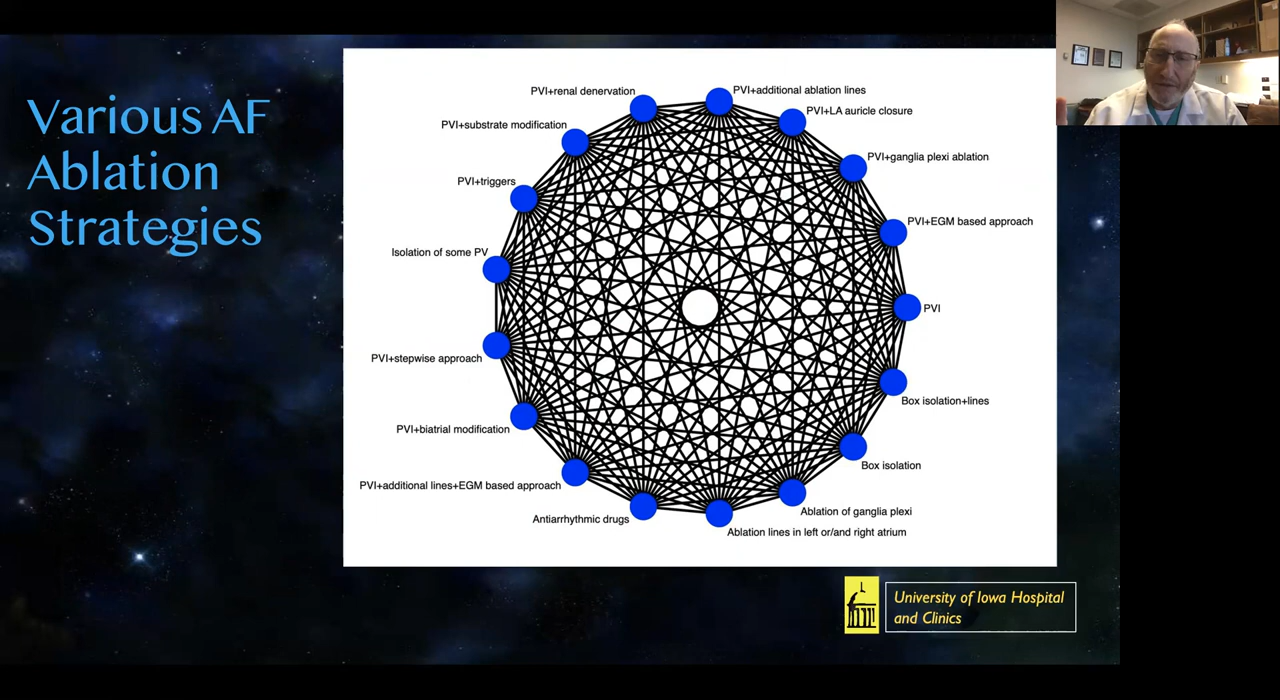 Various AF
Ablation
Strategies
PVI+renal denervation
PVI+additional ablation lines
PVI+substrate modification
PVI+LA auricle closure
PVI+triggers
PVI+ganglia plexi ablation
Isolation of some PV
PVI+EGM based approach
PVI
PVI+stepwise approach
Box isolation+lines
PVI+biatrial modification
Box isolation
PVI+additional lines+EGM based approach
Ablation of ganglia plexi
Antiarrhythmic drugs
Ablation lines in left or/and right atrium
University of Iowa Hospital
and Clinics